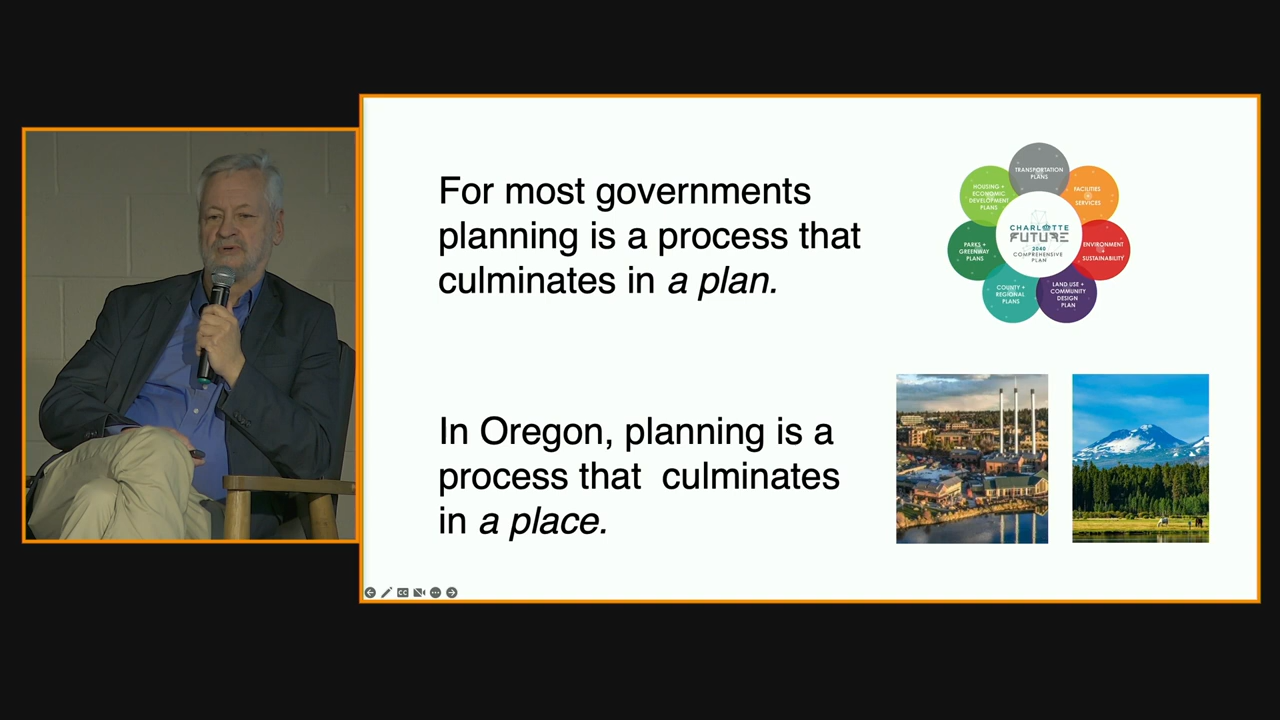 For most governments
planning is a process that
culminates in a plan.
TRANSPORTATION
PLANS
HOUSING +
ECONOMIC
DEVELOPMENT
PLANS
FACILITIES
+
SERVICES
CHARLOTTE
FUTURE
2040
COMPREHENSIVE
PLAN
PARKS +
GREENWAY
PLANS
ENVIRONMENT
+
SUSTAINABILITY
COUNTY +
REGIONAL
PLANS
LAND USE +
COMMUNITY
DESIGN
PLAN
In Oregon, planning is a
process that culminates
in a place.
CC